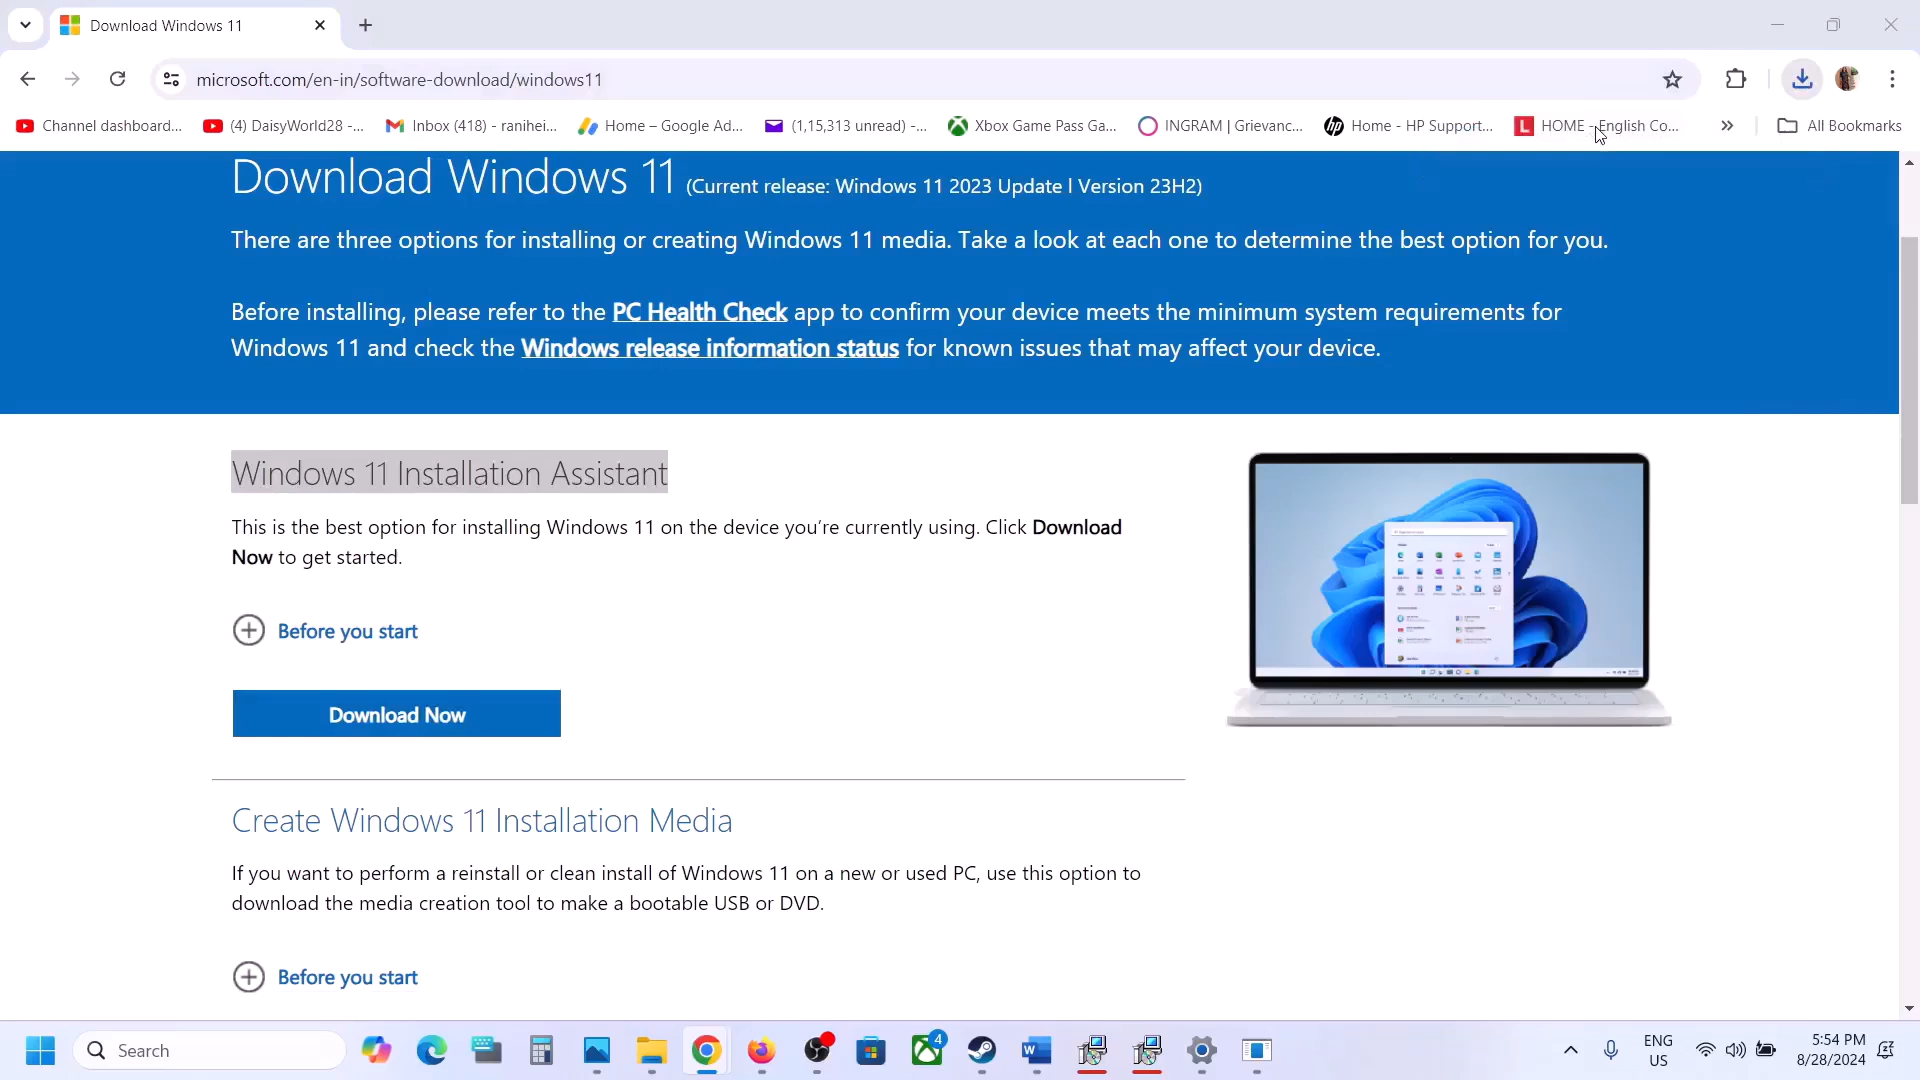 Download Windows 11
microsoft.com/en-in/software-download/windows11
Channel dashboard...
(4) DaisyWorld28 -...
Inbox (418) - ranihei...
Home – Google Ad...
(1,15,313 unread) -...
Xbox Game Pass Ga...
INGRAM | Grievanc...
Home - HP Support...
HOME - English Co...
All Bookmarks
Download Windows 11 (Current release: Windows 11 2023 Update l Version 23H2)
There are three options for installing or creating Windows 11 media. Take a look at each one to determine the best option for you.
Before installing, please refer to the PC Health Check app to confirm your device meets the minimum system requirements for
Windows 11 and check the Windows release information status for known issues that may affect your device.
Windows 11 Installation Assistant
This is the best option for installing Windows 11 on the device you’re currently using. Click Download
Now to get started.
Before you start
Download Now
Create Windows 11 Installation Media
If you want to perform a reinstall or clean install of Windows 11 on a new or used PC, use this option to
download the media creation tool to make a bootable USB or DVD.
Before you start
Search
4
ENG
US
5:54 PM
8/28/2024